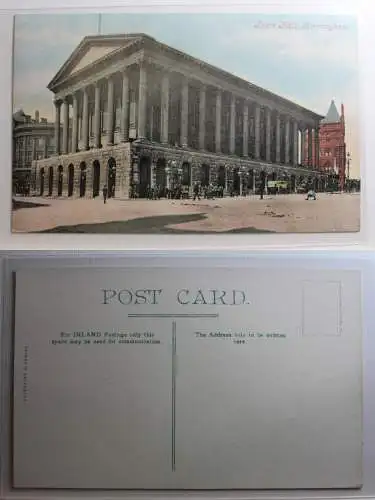 Town Hall, Birmingham
POST CARD.
For INLAND Postage only this
space may be used for communication.
The Address only to be written
here